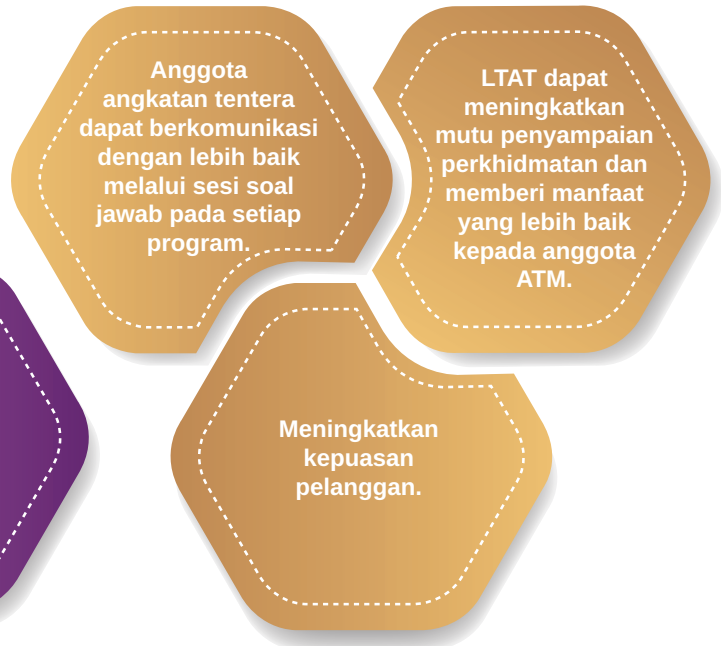 Anggota
angkatan tentera
dapat berkomunikasi
dengan lebih baik
melalui sesi soal
jawab pada setiap
program.
LTAT dapat
meningkatkan
mutu penyampaian
perkhidmatan dan
memberi manfaat
yang lebih baik
kepada anggota
ATM.
Meningkatkan
kepuasan
pelanggan.